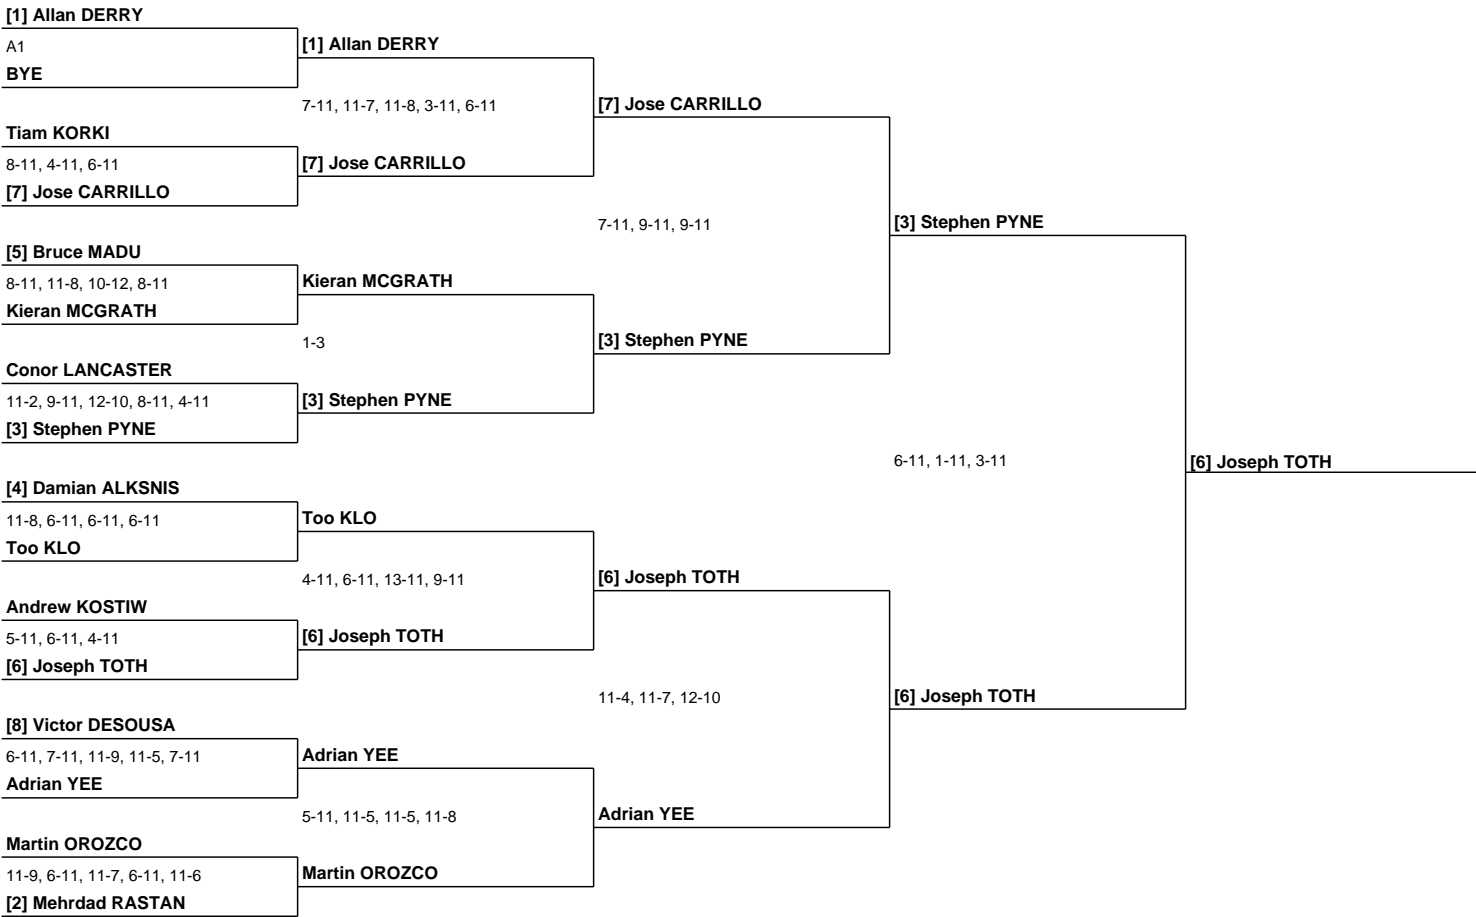 [1] Allan DERRY
A1
BYE
Tiam KORKI
8-11, 4-11, 6-11
[7] Jose CARRILLO
[5] Bruce MADU
8-11, 11-8, 10-12, 8-11
Kieran MCGRATH
Conor LANCASTER
11-2, 9-11, 12-10, 8-11, 4-11
[3] Stephen PYNE
[4] Damian ALKSNIS
11-8, 6-11, 6-11, 6-11
Too KLO
Andrew KOSTIW
5-11, 6-11, 4-11
[6] Joseph TOTH
[8] Victor DESOUSA
6-11, 7-11, 11-9, 11-5, 7-11
Adrian YEE
Martin OROZCO
11-9, 6-11, 11-7, 6-11, 11-6
[2] Mehrdad RASTAN
[1] Allan DERRY
7-11, 11-7, 11-8, 3-11, 6-11
[7] Jose CARRILLO
Kieran MCGRATH
1-3
[3] Stephen PYNE
Too KLO
4-11, 6-11, 13-11, 9-11
[6] Joseph TOTH
Adrian YEE
5-11, 11-5, 11-5, 11-8
Martin OROZCO
[7] Jose CARRILLO
7-11, 9-11, 9-11
[3] Stephen PYNE
[6] Joseph TOTH
11-4, 11-7, 12-10
Adrian YEE
[3] Stephen PYNE
6-11, 1-11, 3-11
[6] Joseph TOTH
[6] Joseph TOTH